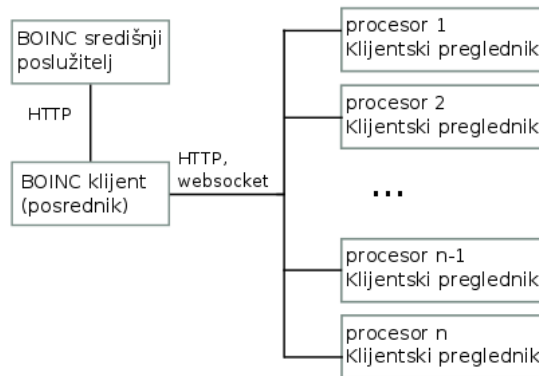 BOINC središnji
poslužitelj
HTTP
BOINC klijent
(posrednik)
HTTP,
websocket
procesor 1
Klijentski preglednik
procesor 2
Klijentski preglednik
...
procesor n-1
Klijentski preglednik
procesor n
Klijentski preglednik